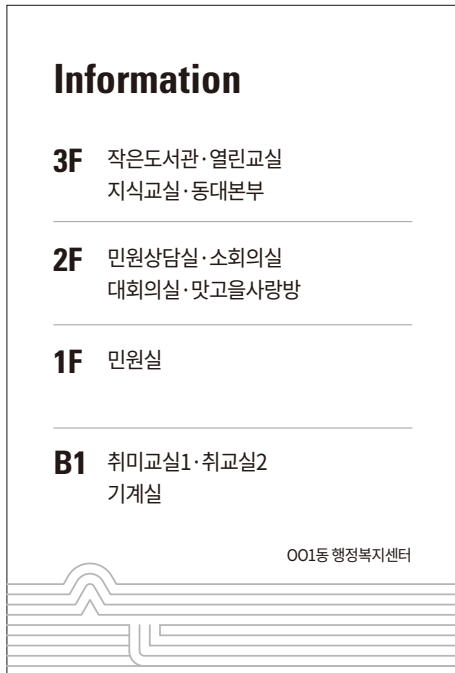 Information
3F 작은도서관·열린교실
지식교실·동대본부
2F 민원상담실·소회의실
대회의실·맛고을사랑방
1F 민원실
B1 취미교실1·취교실2
기계실
OO1동 행정복지센터